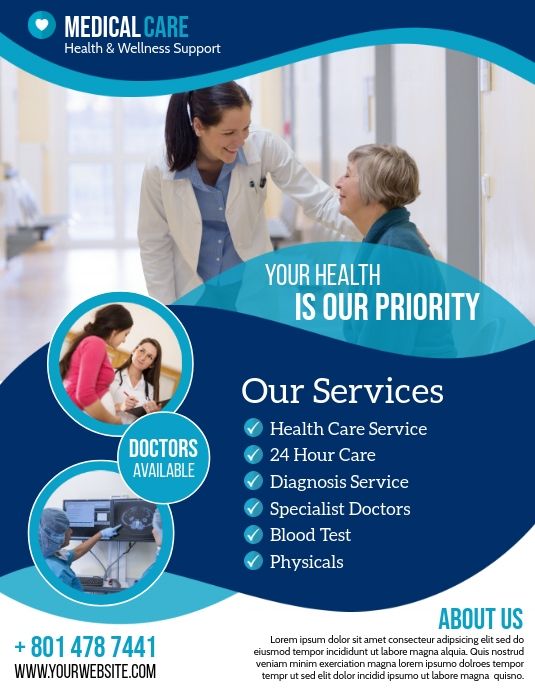 MEDICAL CARE
Health & Wellness Support
YOUR HEALTH
IS OUR PRIORITY
DOCTORS
AVAILABLE
Our Services
Health Care Service
24 Hour Care
Diagnosis Service
Specialist Doctors
Blood Test
Physicals
+ 801 478 7441
WWW.YOURWEBSITE.COM
ABOUT US
Lorem ipsum dolor sit amet consecteur adipsicing elit sed do
eiusmod tempor incididunt ut labore magna alquia. Quis nostrud
veniam minim exerciation magna lorem ipsumo dolroes tempor
tempr ut sed elit dolor incidid ipsumid ut labore magna quisno.